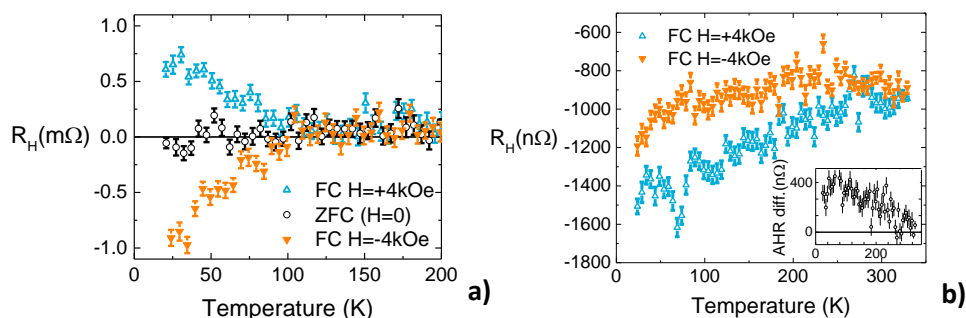 1.0
0.5
0.0
-0.5
-1.0
R_H(mΩ)
FC H=+4kOe
ZFC (H=0)
FC H=-4kOe
0 50 100 150 200
Temperature (K)
a)
-600
-800
-1000
-1200
-1400
-1600
-1800
R_H(nΩ)
FC H=+4kOe
FC H=-4kOe
AHR diff.(nΩ)
400
0
0 200
0 100 200 300
Temperature (K)
b)